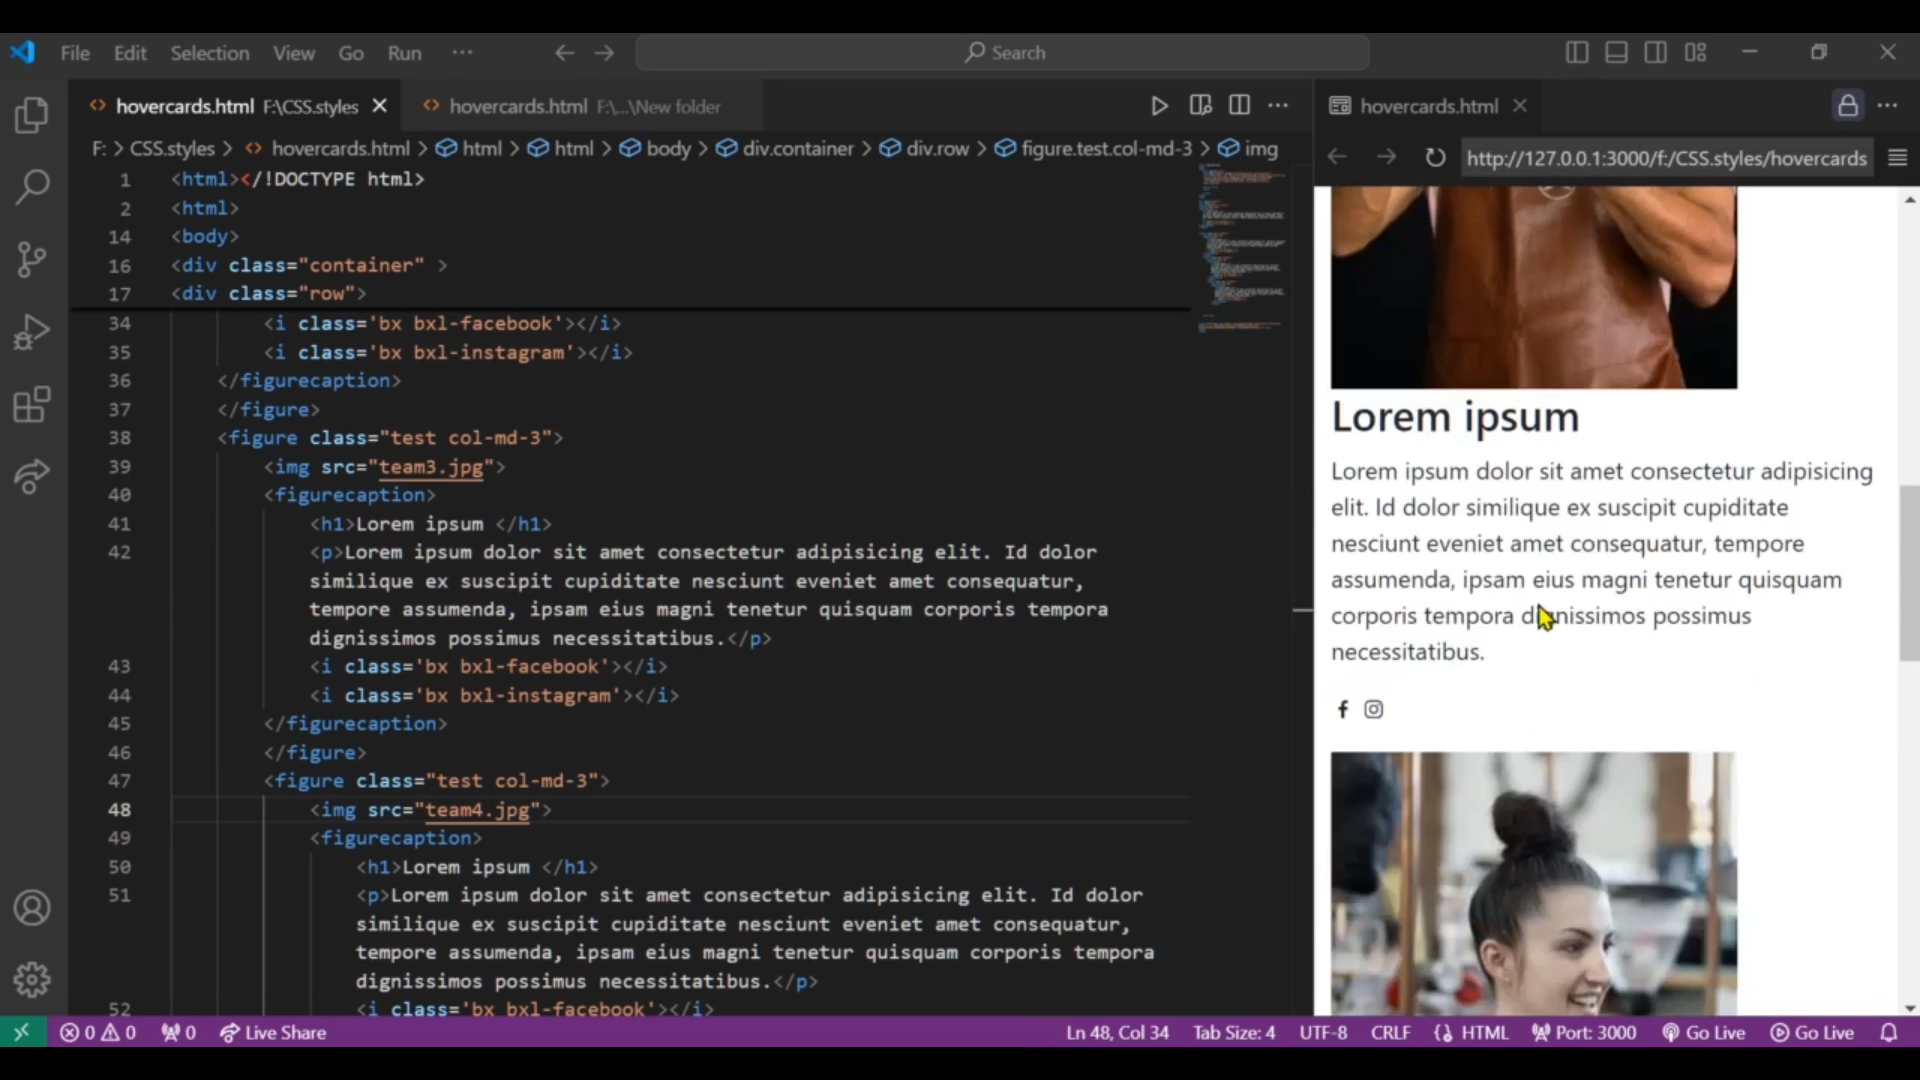 File Edit Selection View Go Run ··· Search
hovercards.html F:\CSS.styles hovercards.html F:\...\New folder
F: > CSS.styles > hovercards.html > html > html > body > div.container > div.row > figure.test.col-md-3 > img
1 <html></!DOCTYPE html>
2 <html>
14 <body>
16 <div class="container" >
17 <div class="row">
34 <i class='bx bxl-facebook'></i>
35 <i class='bx bxl-instagram'></i>
36 </figurecaption>
37 </figure>
38 <figure class="test col-md-3">
39 <img src="team3.jpg">
40 <figurecaption>
41 <h1>Lorem ipsum </h1>
42 <p>Lorem ipsum dolor sit amet consectetur adipisicing elit. Id dolor
similique ex suscipit cupiditate nesciunt eveniet amet consequatur,
tempore assumenda, ipsam eius magni tenetur quisquam corporis tempora
dignissimos possimus necessitatibus.</p>
43 <i class='bx bxl-facebook'></i>
44 <i class='bx bxl-instagram'></i>
45 </figurecaption>
46 </figure>
47 <figure class="test col-md-3">
48 <img src="team4.jpg">
49 <figurecaption>
50 <h1>Lorem ipsum </h1>
51 <p>Lorem ipsum dolor sit amet consectetur adipisicing elit. Id dolor
similique ex suscipit cupiditate nesciunt eveniet amet consequatur,
tempore assumenda, ipsam eius magni tenetur quisquam corporis tempora
dignissimos possimus necessitatibus.</p>
52 <i class='bx bxl-facebook'></i>
hovercards.html
http://127.0.0.1:3000/f:/CSS.styles/hovercards
Lorem ipsum
Lorem ipsum dolor sit amet consectetur adipisicing
elit. Id dolor similique ex suscipit cupiditate
nesciunt eveniet amet consequatur, tempore
assumenda, ipsam eius magni tenetur quisquam
corporis tempora dignissimos possimus
necessitatibus.
0 0 0 Live Share Ln 48, Col 34 Tab Size: 4 UTF-8 CRLF HTML Port: 3000 Go Live Go Live